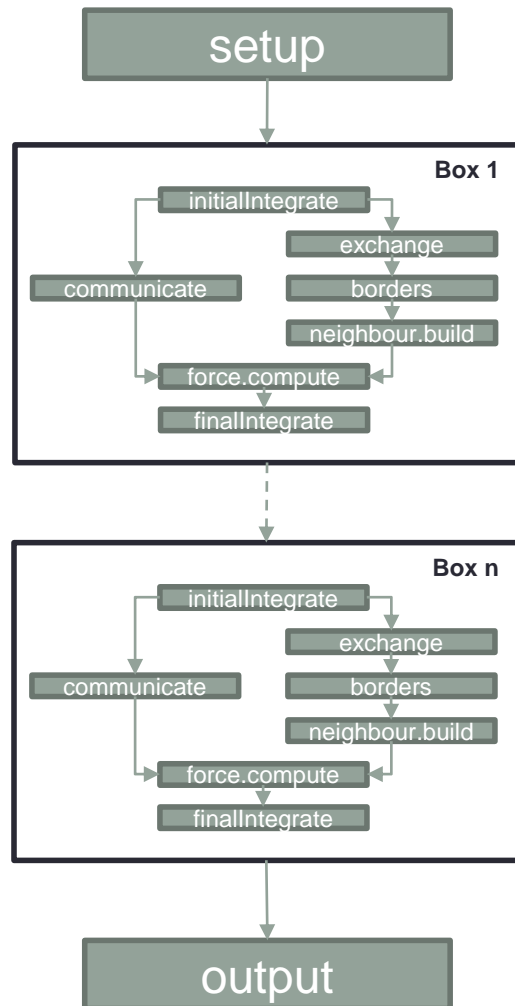 setup
Box 1
initialIntegrate
exchange
communicate
borders
neighbour.build
force.compute
finalIntegrate
Box n
initialIntegrate
exchange
communicate
borders
neighbour.build
force.compute
finalIntegrate
output